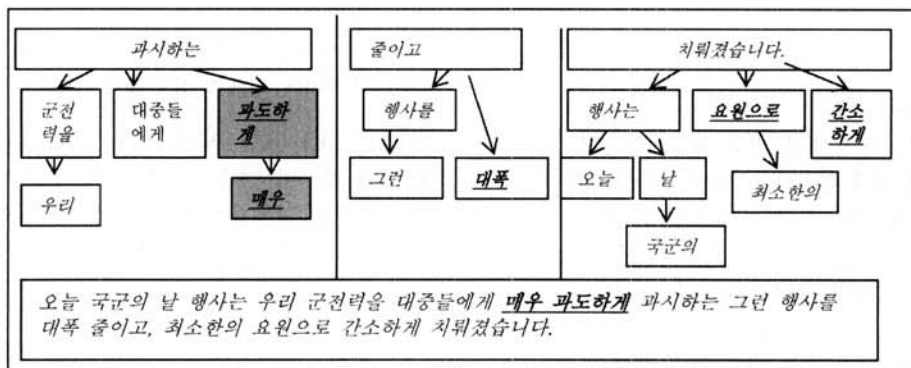 과시하는
군전
력을
대중들
에게
과도하
게
우리
매우
줄이고
행사를
그런
대폭
치뤄졌습니다.
행사는
요원으로
간소
하게
오늘
날
최소한의
국군의
오늘 국군의 날 행사는 우리 군전력을 대중들에게 매우 과도하게 과시하는 그런 행사를
대폭 줄이고, 최소한의 요원으로 간소하게 치뤄졌습니다.